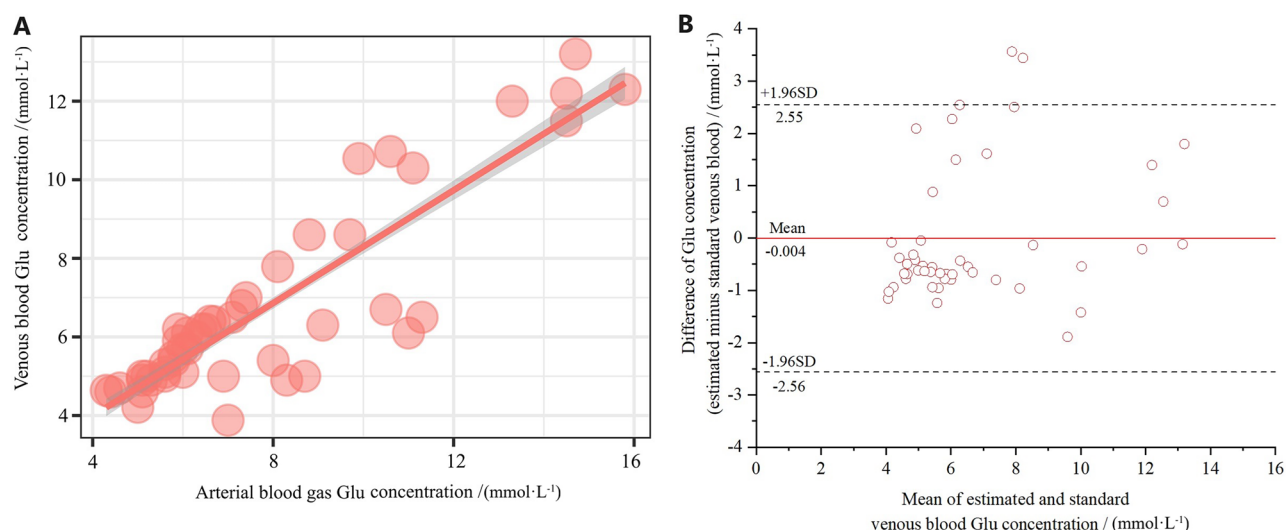 A
Venous blood Glu concentration /(mmol·L⁻¹)
12
10
8
6
4
4
8
12
16
Arterial blood gas Glu concentration /(mmol·L⁻¹)
B
Difference of Glu concentration
(estimated minus standard venous blood) / (mmol·L⁻¹)
4
3
2
1
0
-1
-2
-3
-4
+1.96SD
2.55
Mean
-0.004
-1.96SD
-2.56
0
2
4
6
8
10
12
14
16
Mean of estimated and standard
venous blood Glu concentration / (mmol·L⁻¹)